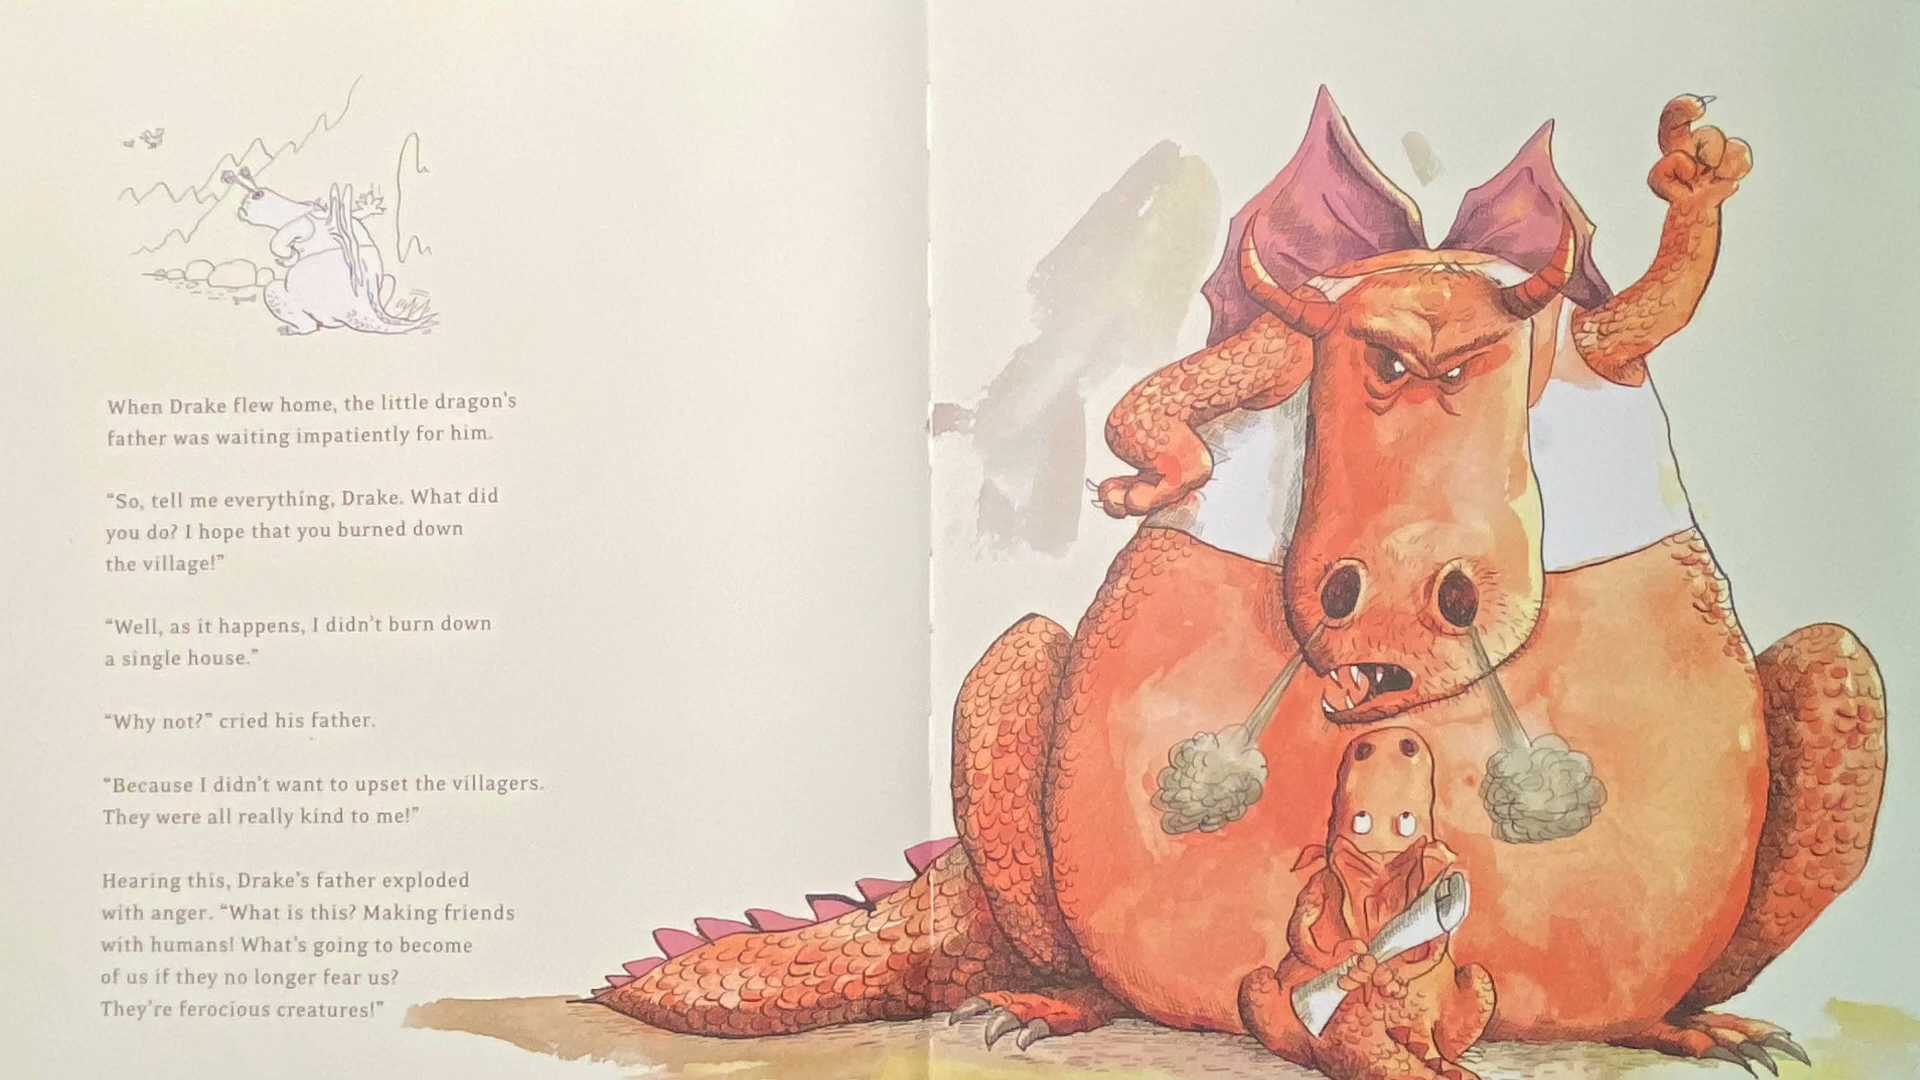 When Drake flew home, the little dragon's
father was waiting impatiently for him.
“So, tell me everything, Drake. What did
you do? I hope that you burned down
the village!”
“Well, as it happens, I didn't burn down
a single house.”
“Why not?” cried his father.
“Because I didn't want to upset the villagers.
They were all really kind to me!”
Hearing this, Drake's father exploded
with anger. “What is this? Making friends
with humans! What's going to become
of us if they no longer fear us?
They're ferocious creatures!”